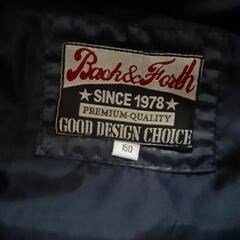 Back & Forth
★SINCE 1978★
PREMIUM-QUALITY
GOOD DESIGN CHOICE
150